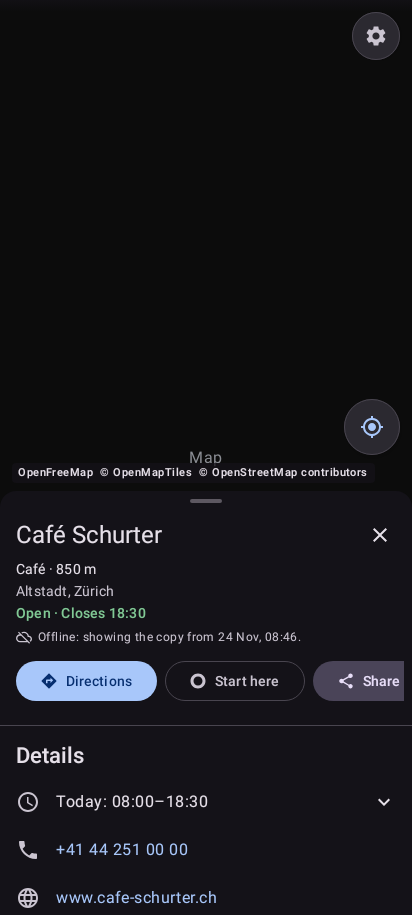 Map
OpenFreeMap © OpenMapTiles © OpenStreetMap contributors
Café Schurter
Café · 850 m
Altstadt, Zürich
Open · Closes 18:30
Offline: showing the copy from 24 Nov, 08:46.
Directions
Start here
Share
Details
Today: 08:00–18:30
+41 44 251 00 00
www.cafe-schurter.ch